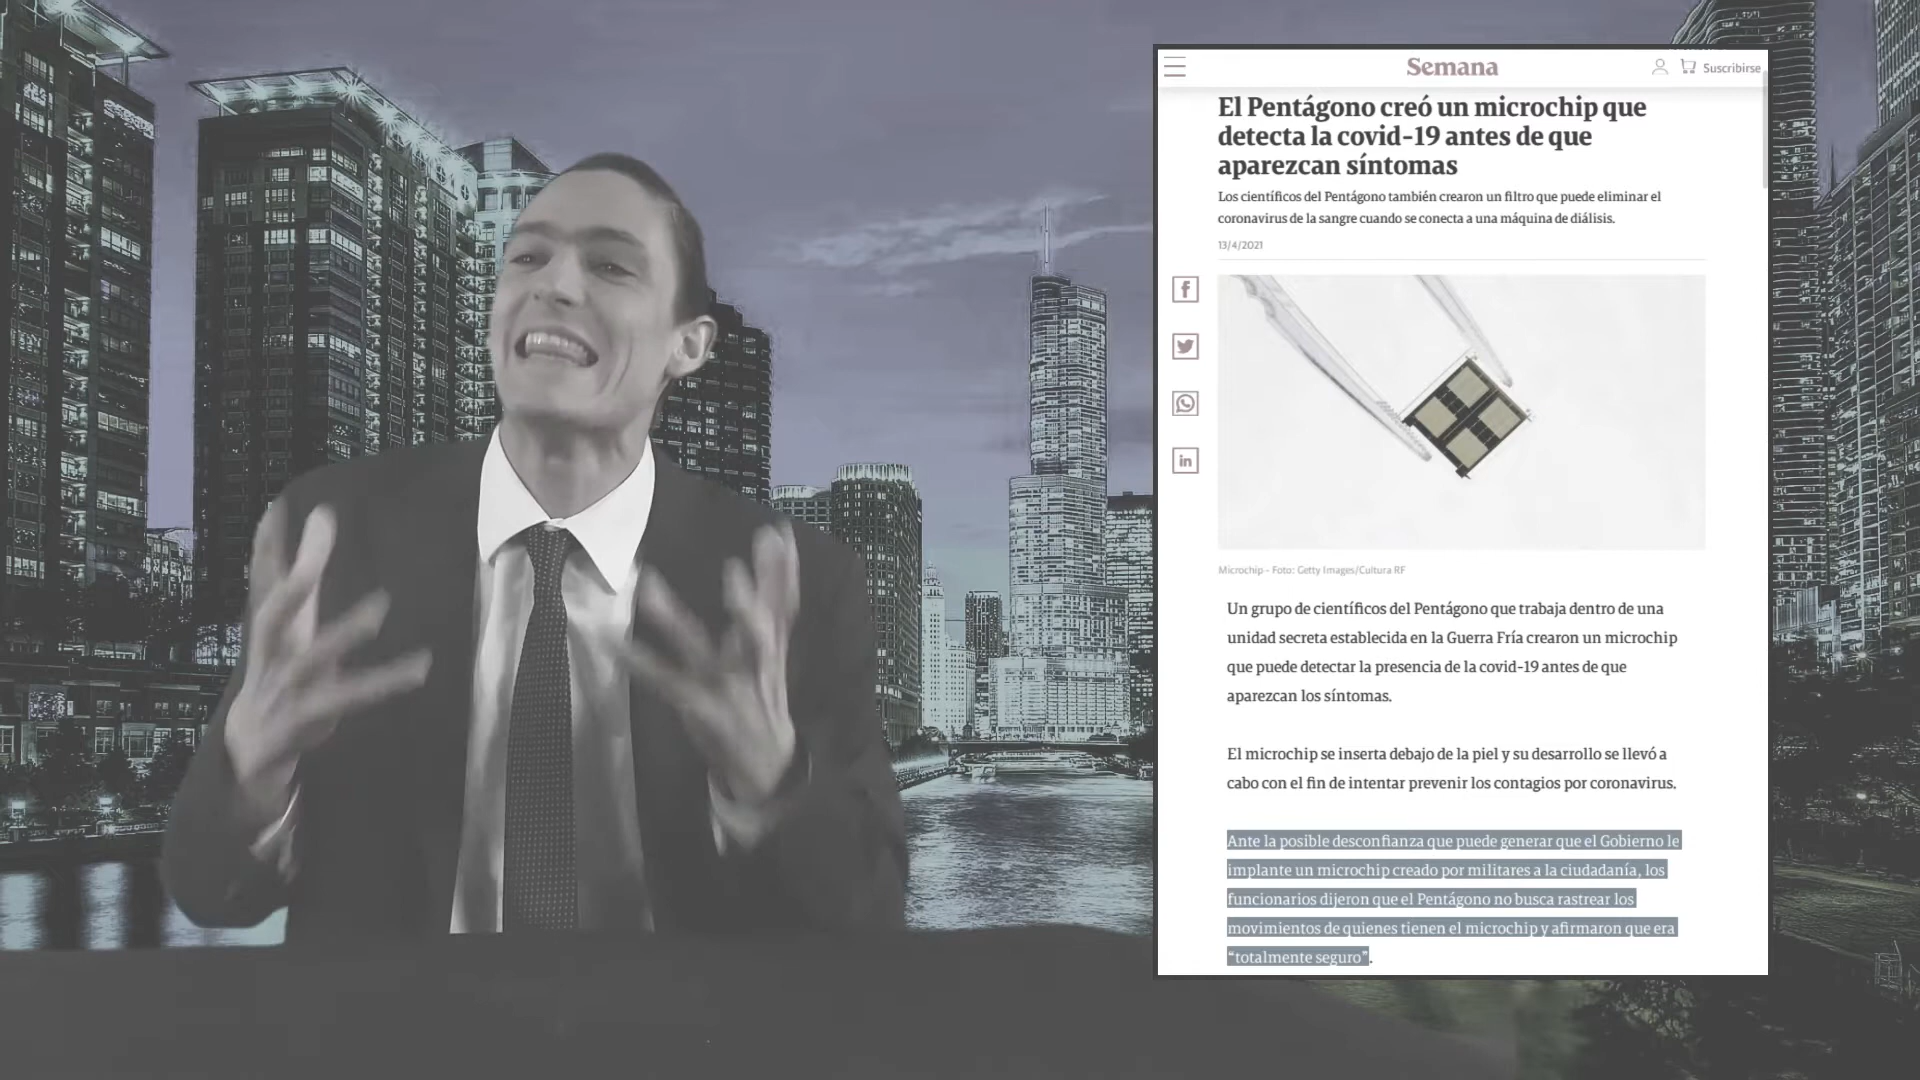 Semana
Suscribirse
El Pentágono creó un microchip que
detecta la covid-19 antes de que
aparezcan síntomas
Los científicos del Pentágono también crearon un filtro que puede eliminar el
coronavirus de la sangre cuando se conecta a una máquina de diálisis.
13/4/2021
Microchip - Foto: Getty Images/Cultura RF
Un grupo de científicos del Pentágono que trabaja dentro de una
unidad secreta establecida en la Guerra Fría crearon un microchip
que puede detectar la presencia de la covid-19 antes de que
aparezcan los síntomas.
El microchip se inserta debajo de la piel y su desarrollo se llevó a
cabo con el fin de intentar prevenir los contagios por coronavirus.
Ante la posible desconfianza que puede generar que el Gobierno le
implante un microchip creado por militares a la ciudadanía, los
funcionarios dijeron que el Pentágono no busca rastrear los
movimientos de quienes tienen el microchip y afirmaron que era
“totalmente seguro”.